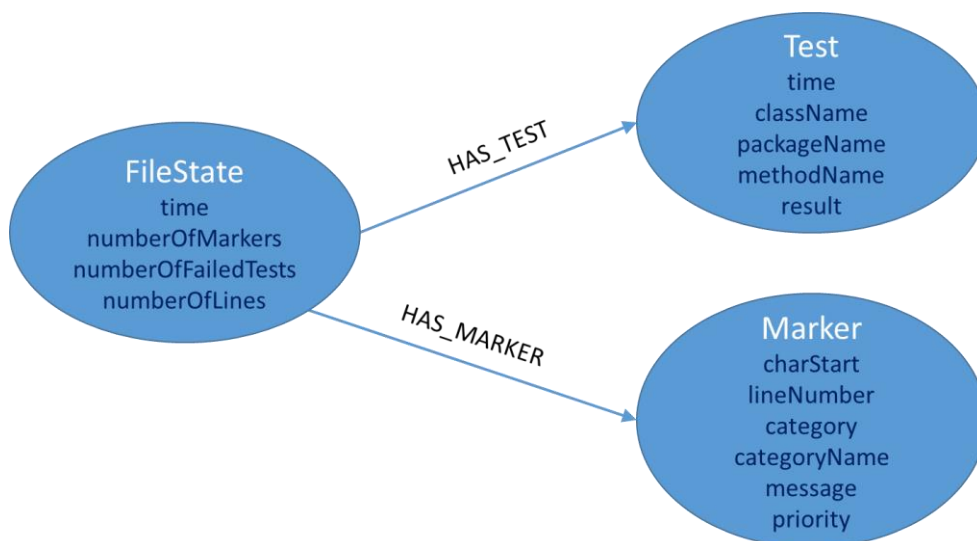 FileState
time
numberOfMarkers
numberOfFailedTests
numberOfLines
HAS_TEST
Test
time
className
packageName
methodName
result
HAS_MARKER
Marker
charStart
lineNumber
category
categoryName
message
priority